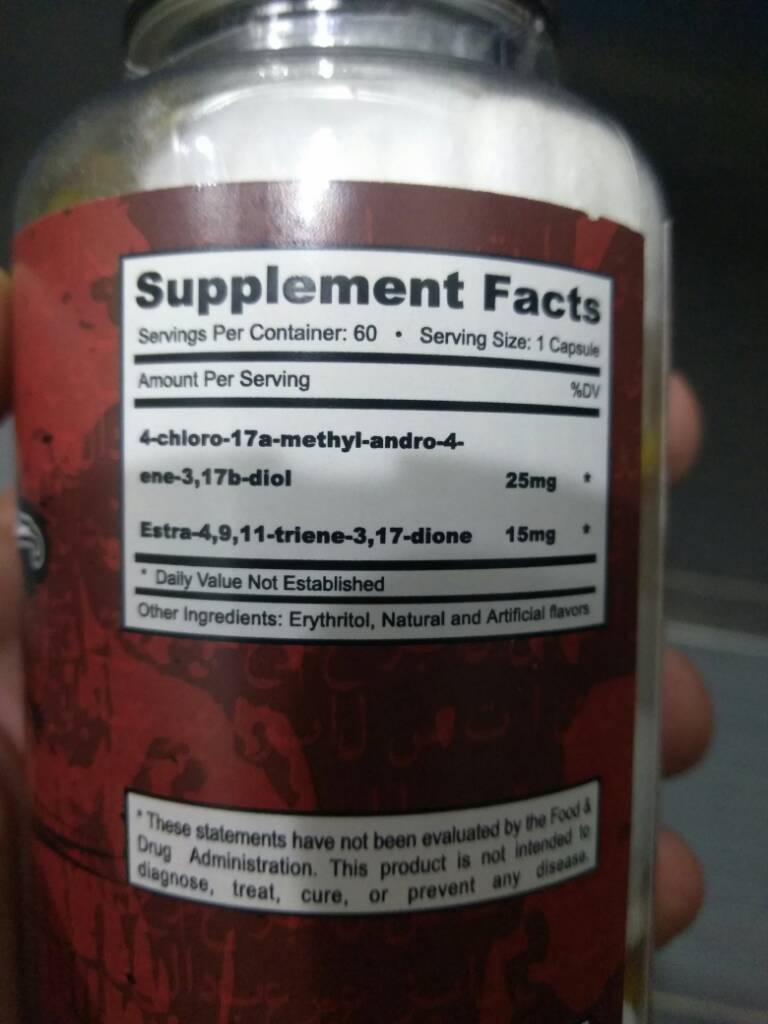 Supplement Facts
Servings Per Container: 60 • Serving Size: 1 Capsule
Amount Per Serving %DV
4-chloro-17a-methyl-andro-4-
ene-3,17b-diol 25mg *
Estra-4,9,11-triene-3,17-dione 15mg *
* Daily Value Not Established
Other Ingredients: Erythritol, Natural and Artificial flavors
* These statements have not been evaluated by the Food &
Drug Administration. This product is not intended to
diagnose, treat, cure, or prevent any disease.